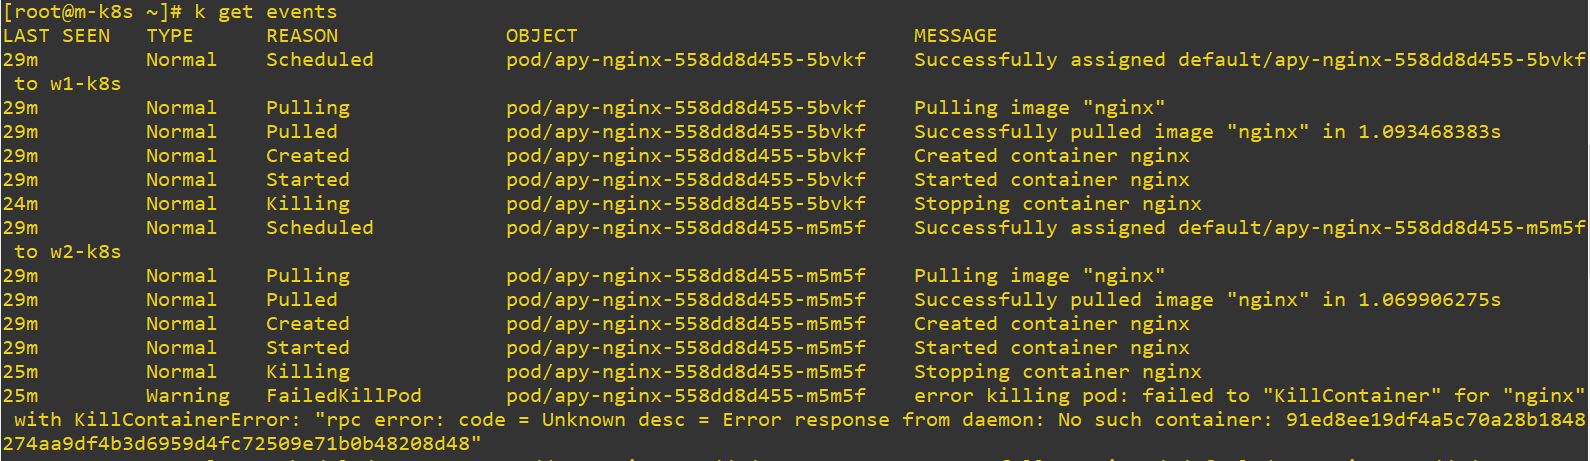 [root@m-k8s ~]# k get events
LAST SEEN   TYPE      REASON              OBJECT                            MESSAGE
29m         Normal    Scheduled           pod/apy-nginx-558dd8d455-5bvkf    Successfully assigned default/apy-nginx-558dd8d455-5bvkf
 to w1-k8s
29m         Normal    Pulling             pod/apy-nginx-558dd8d455-5bvkf    Pulling image "nginx"
29m         Normal    Pulled              pod/apy-nginx-558dd8d455-5bvkf    Successfully pulled image "nginx" in 1.093468383s
29m         Normal    Created             pod/apy-nginx-558dd8d455-5bvkf    Created container nginx
29m         Normal    Started             pod/apy-nginx-558dd8d455-5bvkf    Started container nginx
24m         Normal    Killing             pod/apy-nginx-558dd8d455-5bvkf    Stopping container nginx
29m         Normal    Scheduled           pod/apy-nginx-558dd8d455-m5m5f    Successfully assigned default/apy-nginx-558dd8d455-m5m5f
 to w2-k8s
29m         Normal    Pulling             pod/apy-nginx-558dd8d455-m5m5f    Pulling image "nginx"
29m         Normal    Pulled              pod/apy-nginx-558dd8d455-m5m5f    Successfully pulled image "nginx" in 1.069906275s
29m         Normal    Created             pod/apy-nginx-558dd8d455-m5m5f    Created container nginx
29m         Normal    Started             pod/apy-nginx-558dd8d455-m5m5f    Started container nginx
25m         Normal    Killing             pod/apy-nginx-558dd8d455-m5m5f    Stopping container nginx
25m         Warning   FailedKillPod       pod/apy-nginx-558dd8d455-m5m5f    error killing pod: failed to "KillContainer" for "nginx"
 with KillContainerError: "rpc error: code = Unknown desc = Error response from daemon: No such container: 91ed8ee19df4a5c70a28b1848
274aa9df4b3d6959d4fc72509e71b0b48208d48"